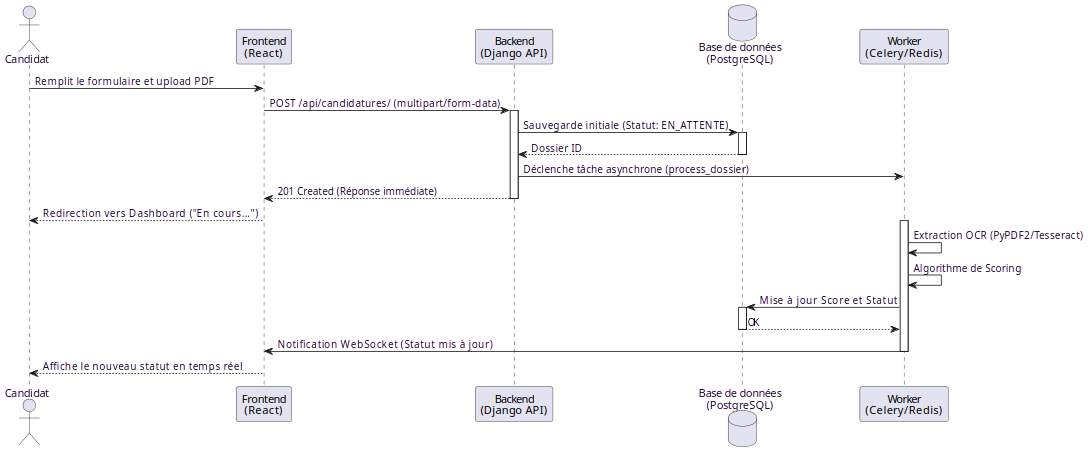 Candidat
Frontend
(React)
Backend
(Django API)
Base de données
(PostgreSQL)
Worker
(Celery/Redis)
Remplit le formulaire et upload PDF
POST /api/candidatures/ (multipart/form-data)
Sauvegarde initiale (Statut: EN_ATTENTE)
Dossier ID
Déclenche tâche asynchrone (process_dossier)
201 Created (Réponse immédiate)
Redirection vers Dashboard ("En cours...")
Extraction OCR (PyPDF2/Tesseract)
Algorithme de Scoring
Mise à jour Score et Statut
OK
Notification WebSocket (Statut mis à jour)
Affiche le nouveau statut en temps réel
Candidat
Frontend
(React)
Backend
(Django API)
Base de données
(PostgreSQL)
Worker
(Celery/Redis)